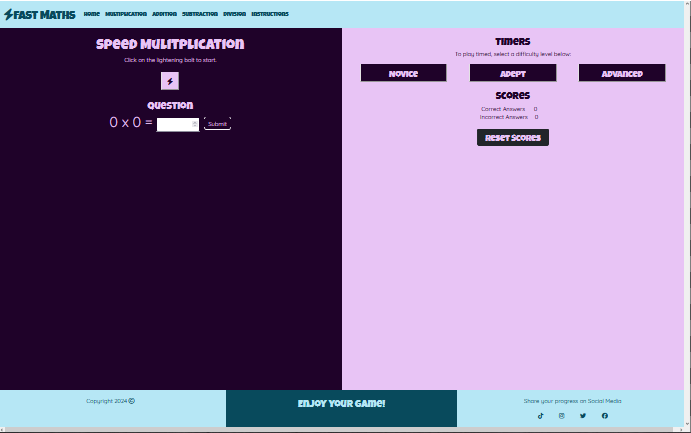 FAST MATHS
HOME MULTIPLICATION ADDITION SUBTRACTION DIVISION INSTRUCTIONS
SPEED MULITPLICATION
Click on the lightening bolt to start.
QUESTION
0 x 0 =
Submit
TIMERS
To play timed, select a difficulty level below:
NOVICE
ADEPT
ADVANCED
SCORES
Correct Answers 0
Incorrect Answers 0
RESET SCORES
Copyright 2024 ©
ENJOY YOUR GAME!
Share your progress on Social Media